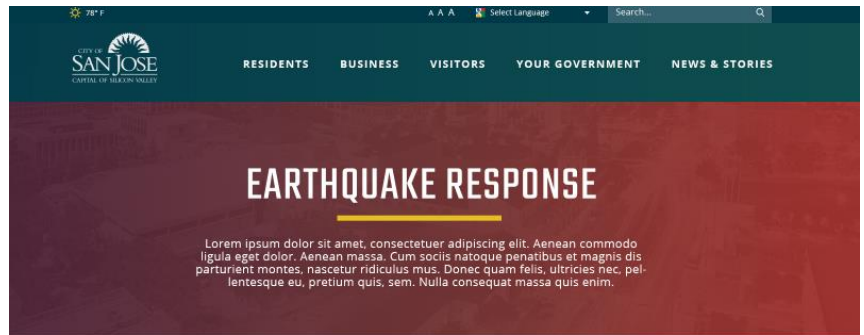 78° F
A A A
Select Language
Search...
CITY OF
SAN JOSE
CAPITAL OF SILICON VALLEY
RESIDENTS BUSINESS VISITORS YOUR GOVERNMENT NEWS & STORIES
EARTHQUAKE RESPONSE
Lorem ipsum dolor sit amet, consectetuer adipiscing elit. Aenean commodo
ligula eget dolor. Aenean massa. Cum sociis natoque penatibus et magnis dis
parturient montes, nascetur ridiculus mus. Donec quam felis, ultricies nec, pel-
lentesque eu, pretium quis, sem. Nulla consequat massa quis enim.